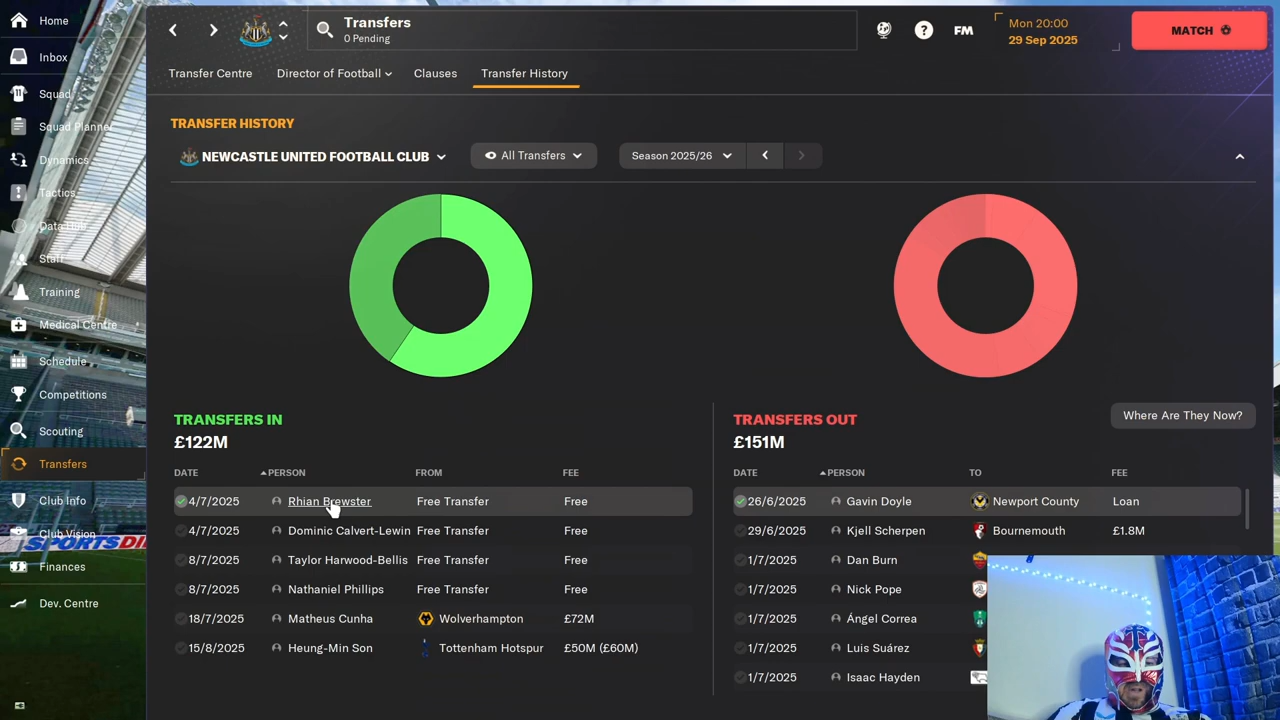 Home
Inbox
Squad
Squad Planner
Dynamics
Tactics
Data Hub
Staff
Training
Medical Centre
Schedule
Competitions
Scouting
Transfers
Club Info
Club Vision
Finances
Dev. Centre
SPORTS DI
Transfers
0 Pending
? FM
Mon 20:00
29 Sep 2025
MATCH
Transfer Centre Director of Football Clauses Transfer History
TRANSFER HISTORY
NEWCASTLE UNITED FOOTBALL CLUB All Transfers Season 2025/26
TRANSFERS IN
£122M
DATE PERSON FROM FEE
4/7/2025 Rhian Brewster Free Transfer Free
4/7/2025 Dominic Calvert-Lewin Free Transfer Free
8/7/2025 Taylor Harwood-Bellis Free Transfer Free
8/7/2025 Nathaniel Phillips Free Transfer Free
18/7/2025 Matheus Cunha Wolverhampton £72M
15/8/2025 Heung-Min Son Tottenham Hotspur £50M (£60M)
TRANSFERS OUT
£151M
Where Are They Now?
DATE PERSON TO FEE
26/6/2025 Gavin Doyle Newport County Loan
29/6/2025 Kjell Scherpen Bournemouth £1.8M
1/7/2025 Dan Burn
1/7/2025 Nick Pope
1/7/2025 Ángel Correa
1/7/2025 Luis Suárez
1/7/2025 Isaac Hayden